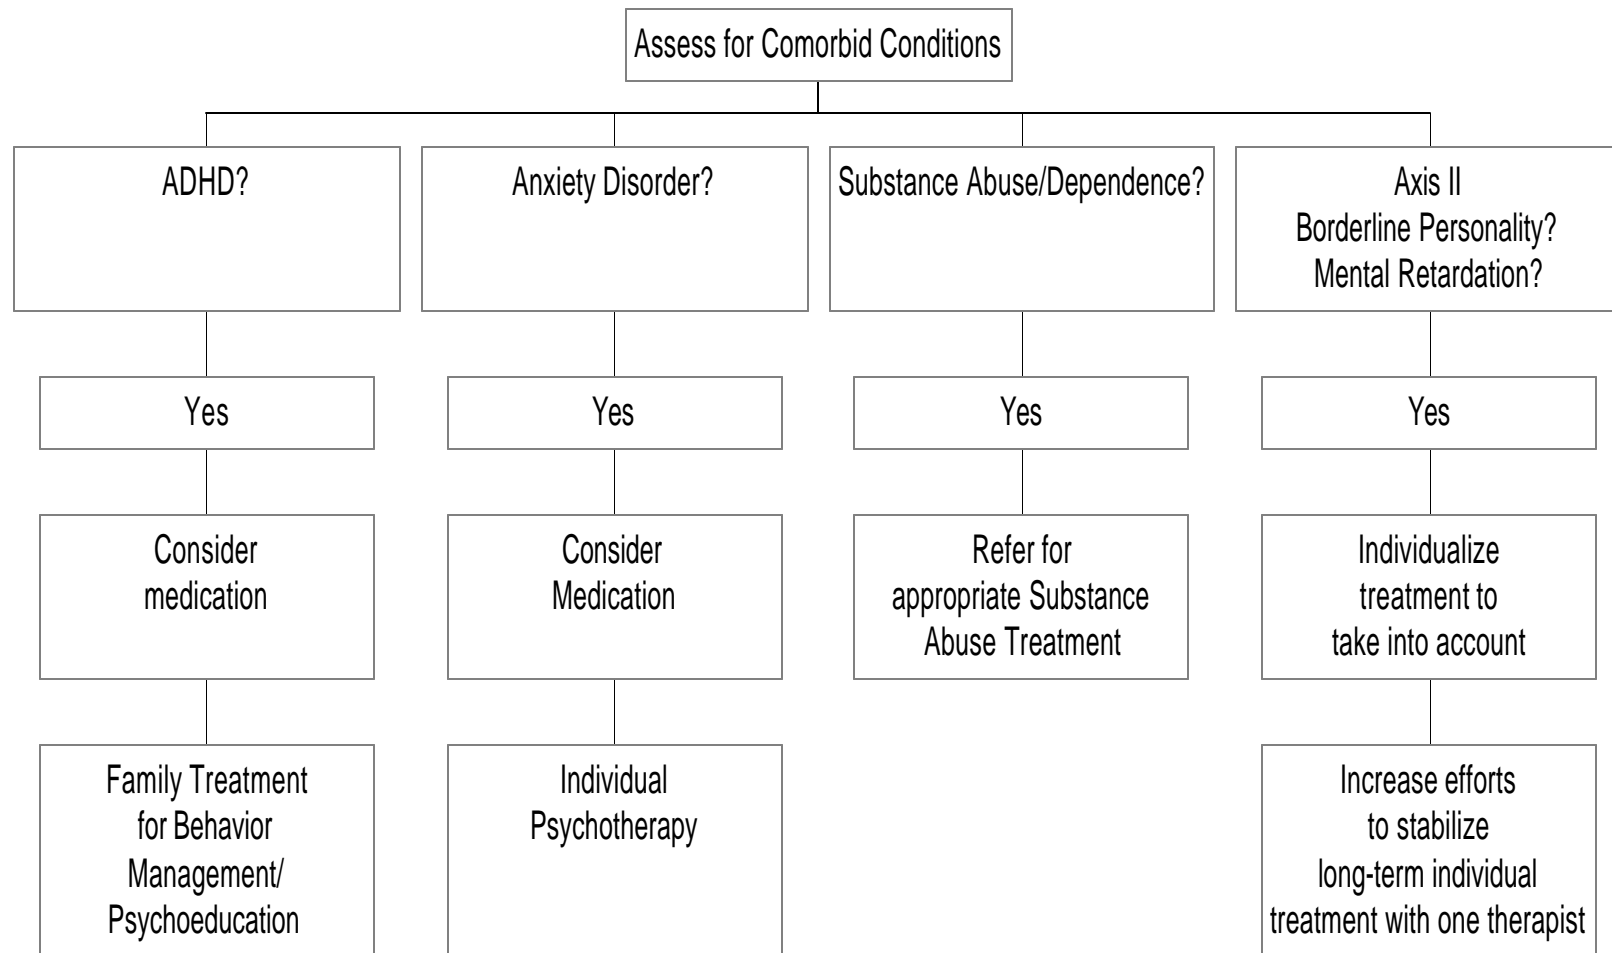 Assess for Comorbid Conditions
ADHD?
Anxiety Disorder?
Substance Abuse/Dependence?
Axis II
Borderline Personality?
Mental Retardation?
Yes
Yes
Yes
Yes
Consider
medication
Consider
Medication
Refer for
appropriate Substance
Abuse Treatment
Individualize
treatment to
take into account
Family Treatment
for Behavior
Management/
Psychoeducation
Individual
Psychotherapy
Increase efforts
to stabilize
long-term individual
treatment with one therapist